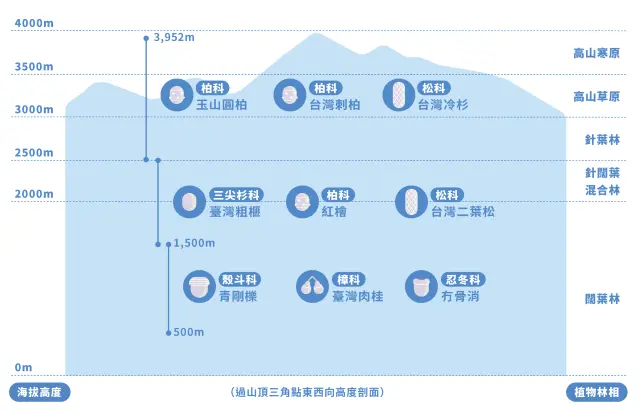 4000m
3,952m
高山寒原
3500m
柏科
玉山圓柏
柏科
台灣刺柏
松科
台灣冷杉
高山草原
3000m
針葉林
2500m
針闊葉
混合林
2000m
三尖杉科
臺灣粗榧
柏科
紅檜
松科
台灣二葉松
1,500m
殼斗科
青剛櫟
樟科
臺灣肉桂
忍冬科
冇骨消
闊葉林
500m
0m
海拔高度
（過山頂三角點東西向高度剖面）
植物林相